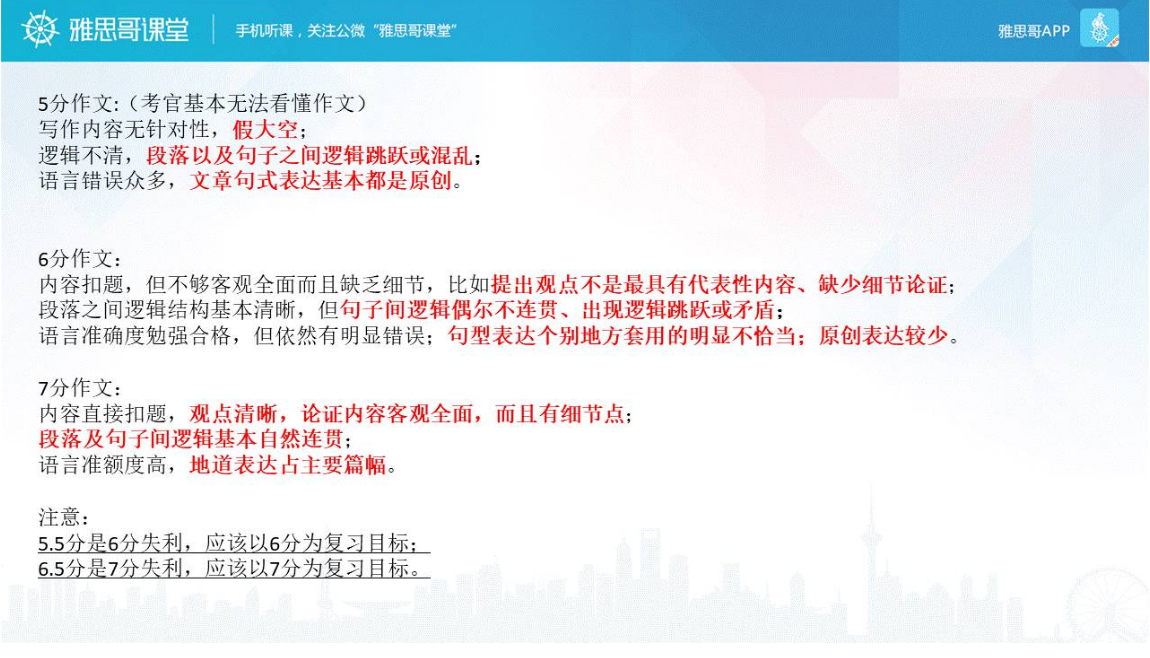 雅思哥课堂
手机听课，关注公微“雅思哥课堂”
雅思哥APP
5分作文:（考官基本无法看懂作文）
写作内容无针对性，假大空；
逻辑不清，段落以及句子之间逻辑跳跃或混乱；
语言错误众多，文章句式表达基本都是原创。
6分作文：
内容扣题，但不够客观全面而且缺乏细节，比如提出观点不是最具有代表性内容、缺少细节论证；
段落之间逻辑结构基本清晰，但句子间逻辑偶尔不连贯、出现逻辑跳跃或矛盾；
语言准确度勉强合格，但依然有明显错误；句型表达个别地方套用的明显不恰当；原创表达较少。
7分作文：
内容直接扣题，观点清晰，论证内容客观全面，而且有细节点；
段落及句子间逻辑基本自然连贯；
语言准额度高，地道表达占主要篇幅。
注意：
5.5分是6分失利，应该以6分为复习目标；
6.5分是7分失利，应该以7分为复习目标。